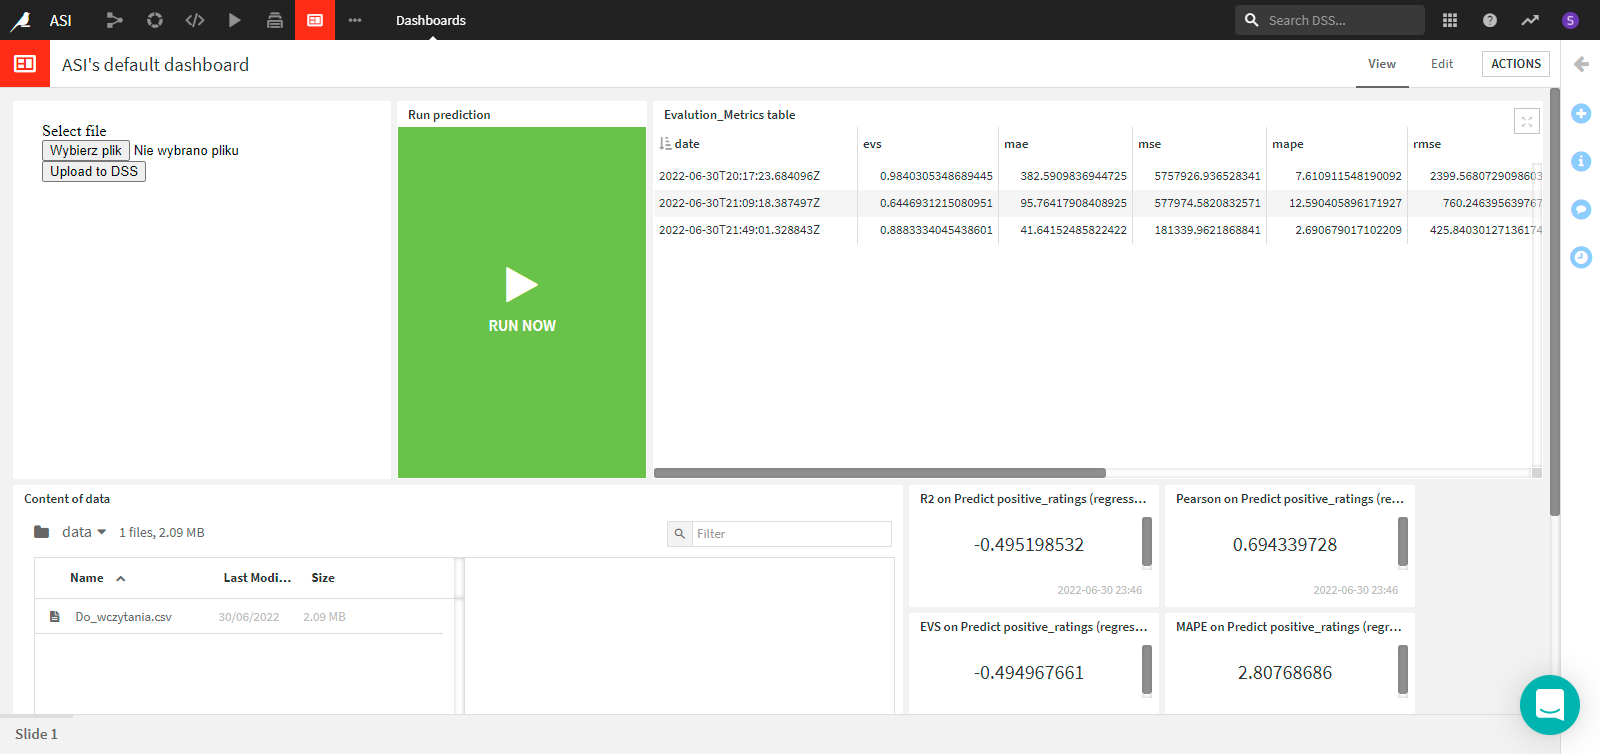 ASI
Dashboards
Search DSS...
S
ASI's default dashboard
View
Edit
ACTIONS
Select file
Wybierz plik Nie wybrano pliku
Upload to DSS
Run prediction
RUN NOW
Evalution_Metrics table
date evs mae mse mape rmse
2022-06-30T20:17:23.684096Z 0.9840305348689445 382.5909836944725 5757926.936528341 7.610911548190092 2399.5680729098603
2022-06-30T21:09:18.387497Z 0.6446931215080951 95.76417908408925 577974.5820832571 12.590405896171927 760.246395639767
2022-06-30T21:49:01.328843Z 0.8883334045438601 41.64152485822422 181339.9621868841 2.690679017102209 425.84030127136174
Content of data
data 1 files, 2.09 MB
Filter
Name Last Modi... Size
Do_wczytania.csv 30/06/2022 2.09 MB
R2 on Predict positive_ratings (regress...
-0.495198532
2022-06-30 23:46
Pearson on Predict positive_ratings (re...
0.694339728
2022-06-30 23:46
EVS on Predict positive_ratings (regres...
-0.494967661
MAPE on Predict positive_ratings (regr...
2.80768686
Slide 1